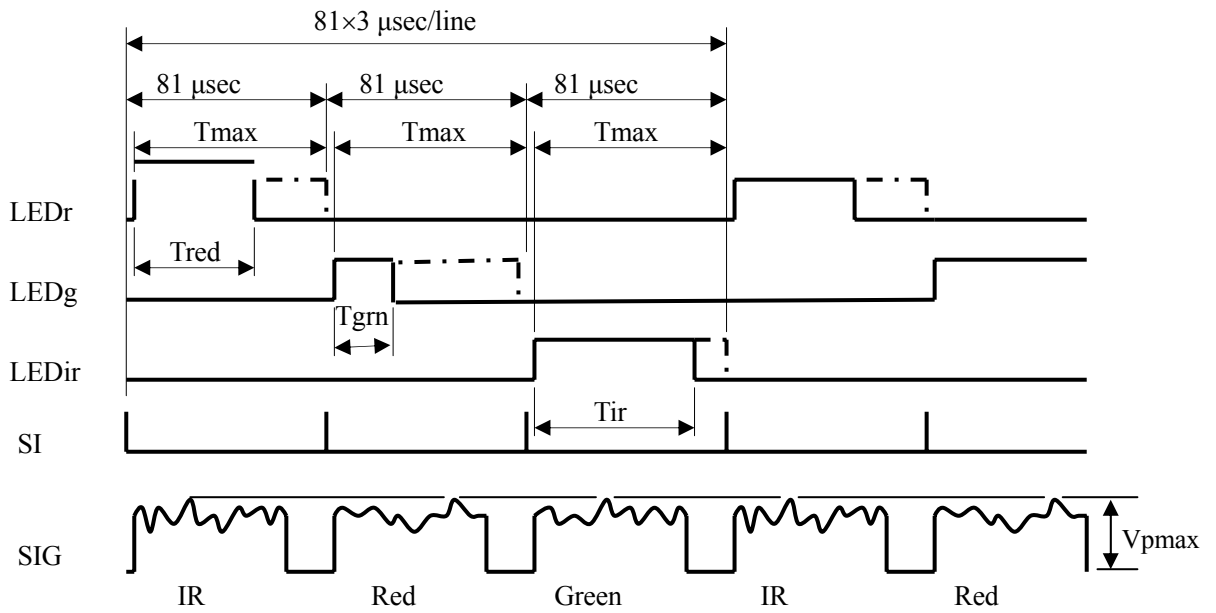 81×3 μsec/line
81 μsec 81 μsec 81 μsec
Tmax Tmax Tmax
LEDr
Tred
LEDg
Tgrn
LEDir
Tir
SI
SIG
Vpmax
IR Red Green IR Red